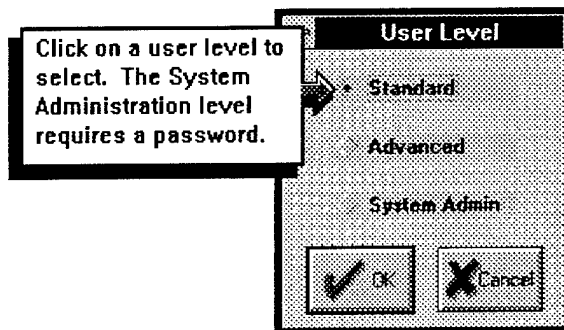 Click on a user level to
select. The System
Administration level
requires a password.
User Level
Standard
Advanced
System Admin
OK
Cancel